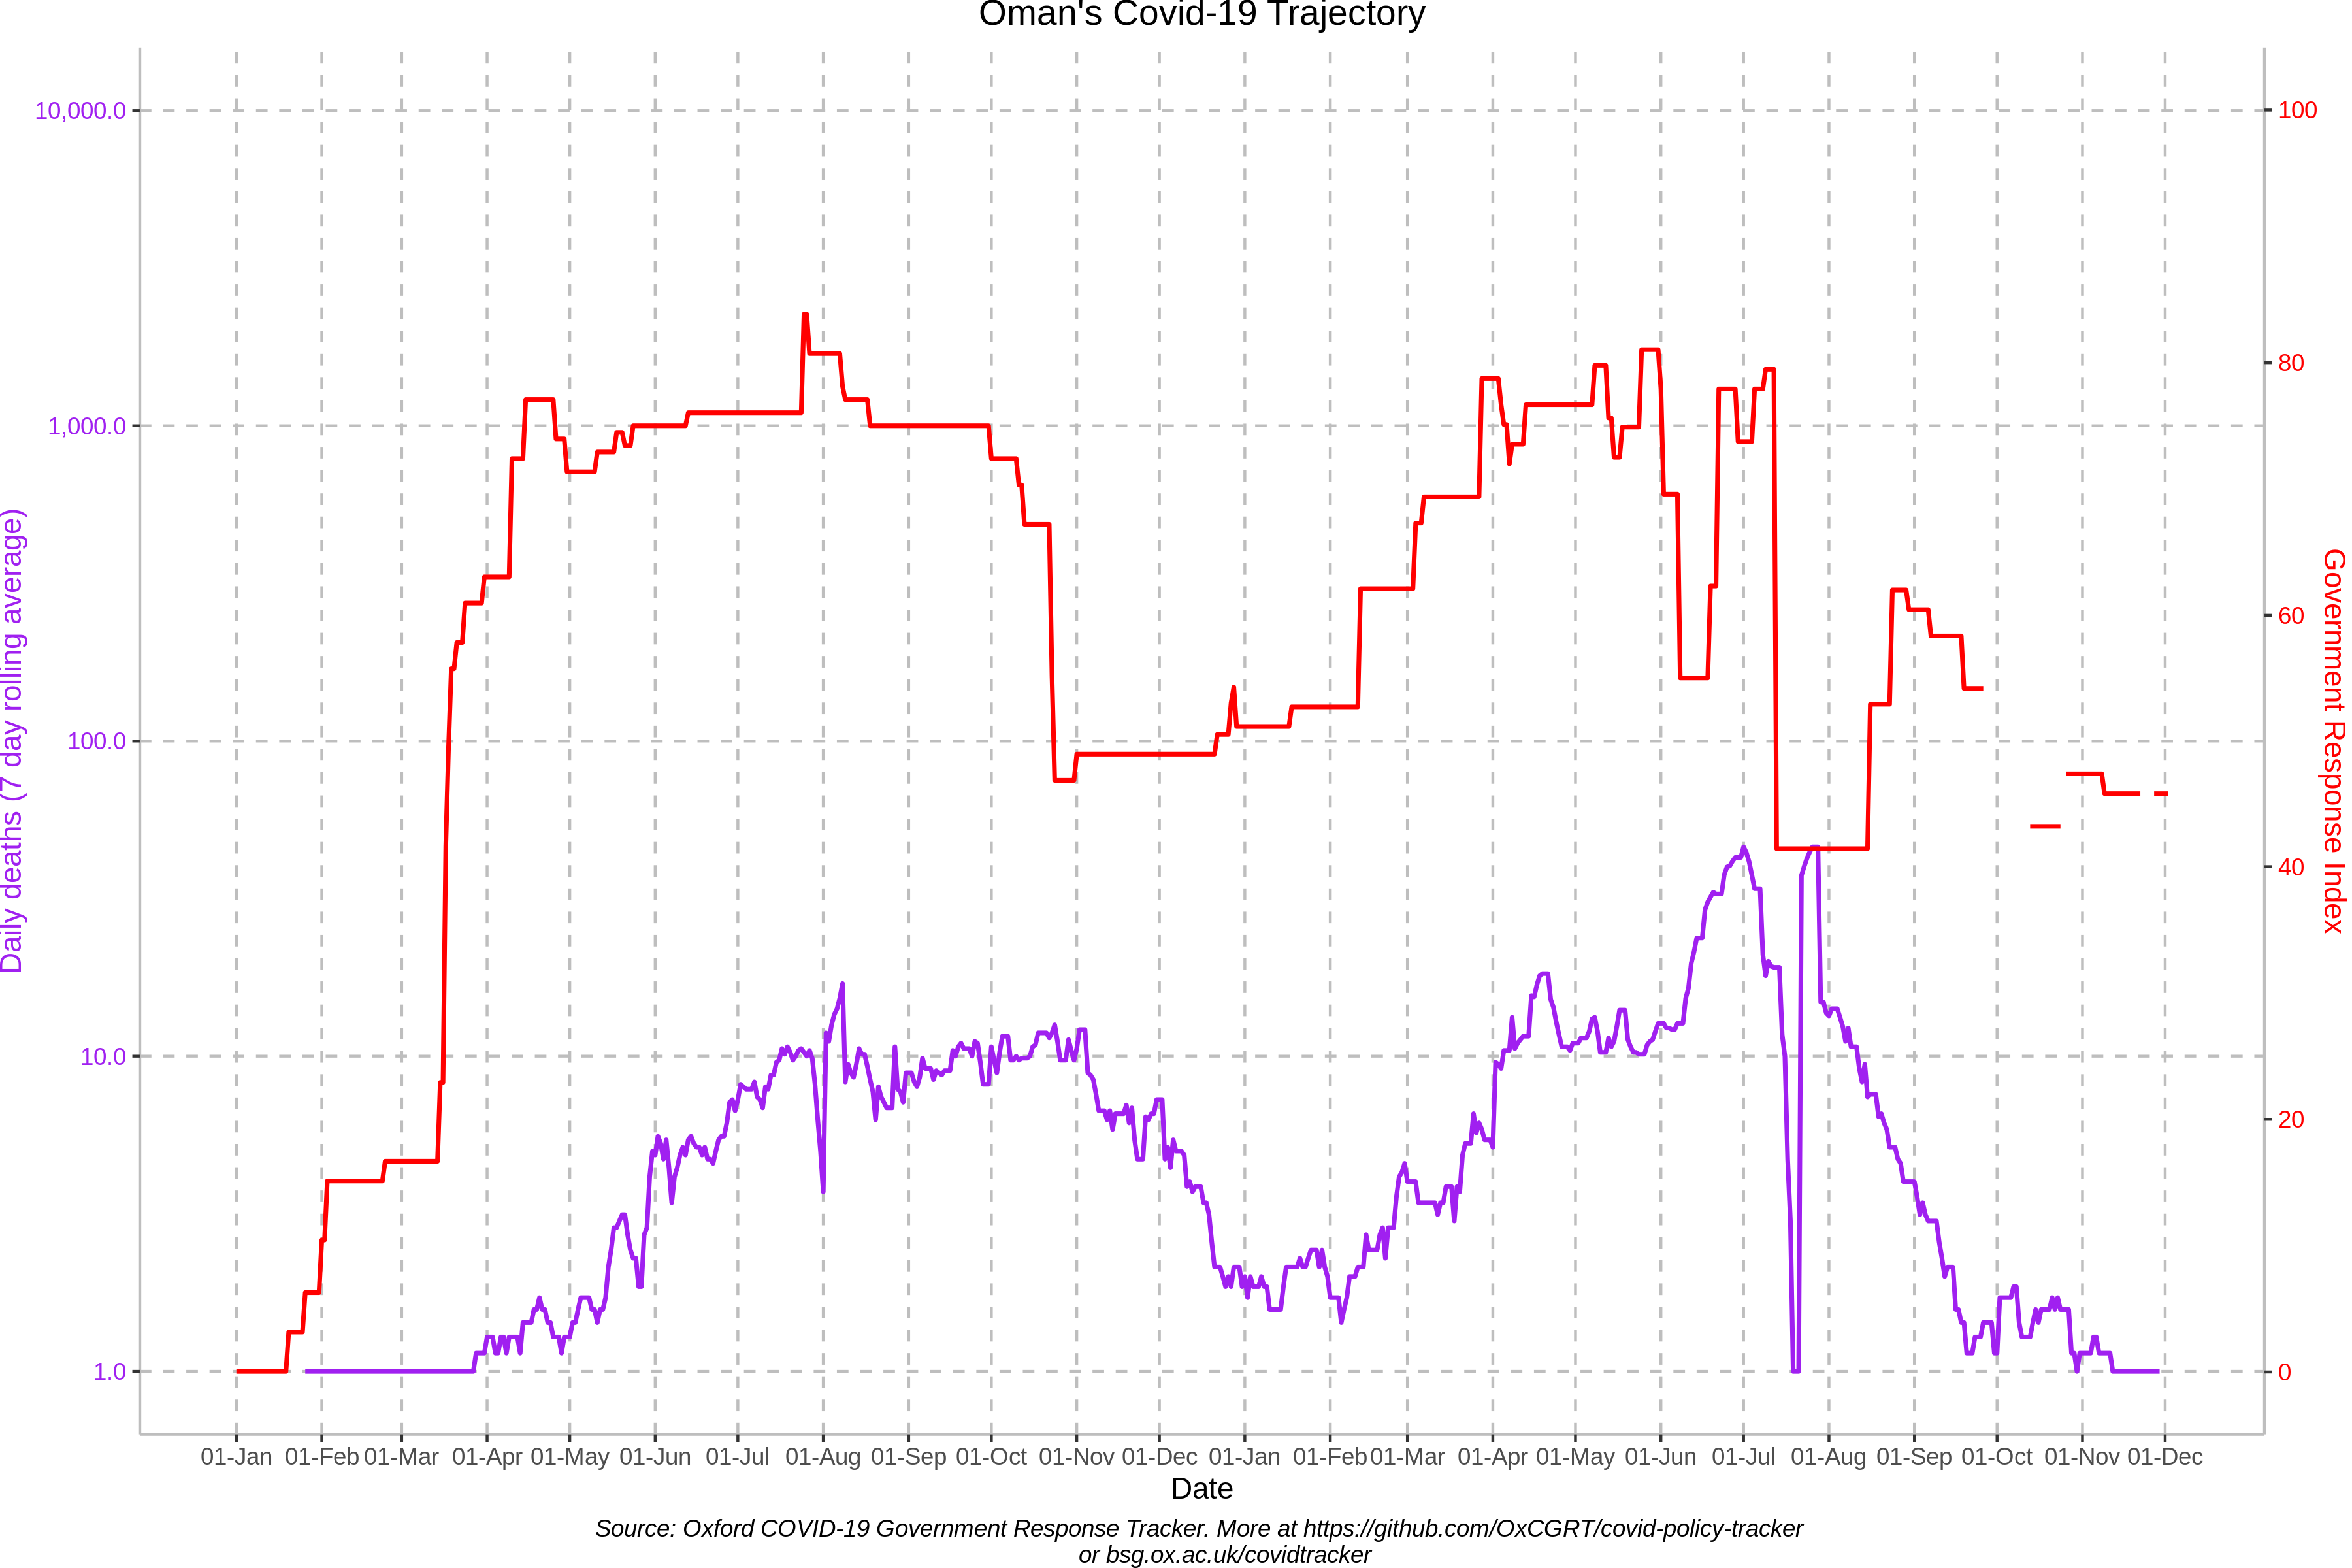 Oman's Covid-19 Trajectory
10,000.0
1,000.0
100.0
10.0
1.0
Daily deaths (7 day rolling average)
100
80
60
40
20
0
Government Response Index
01-Jan 01-Feb 01-Mar 01-Apr 01-May 01-Jun 01-Jul 01-Aug 01-Sep 01-Oct 01-Nov 01-Dec 01-Jan 01-Feb 01-Mar 01-Apr 01-May 01-Jun 01-Jul 01-Aug 01-Sep 01-Oct 01-Nov 01-Dec
Date
Source: Oxford COVID-19 Government Response Tracker. More at https://github.com/OxCGRT/covid-policy-tracker
or bsg.ox.ac.uk/covidtracker